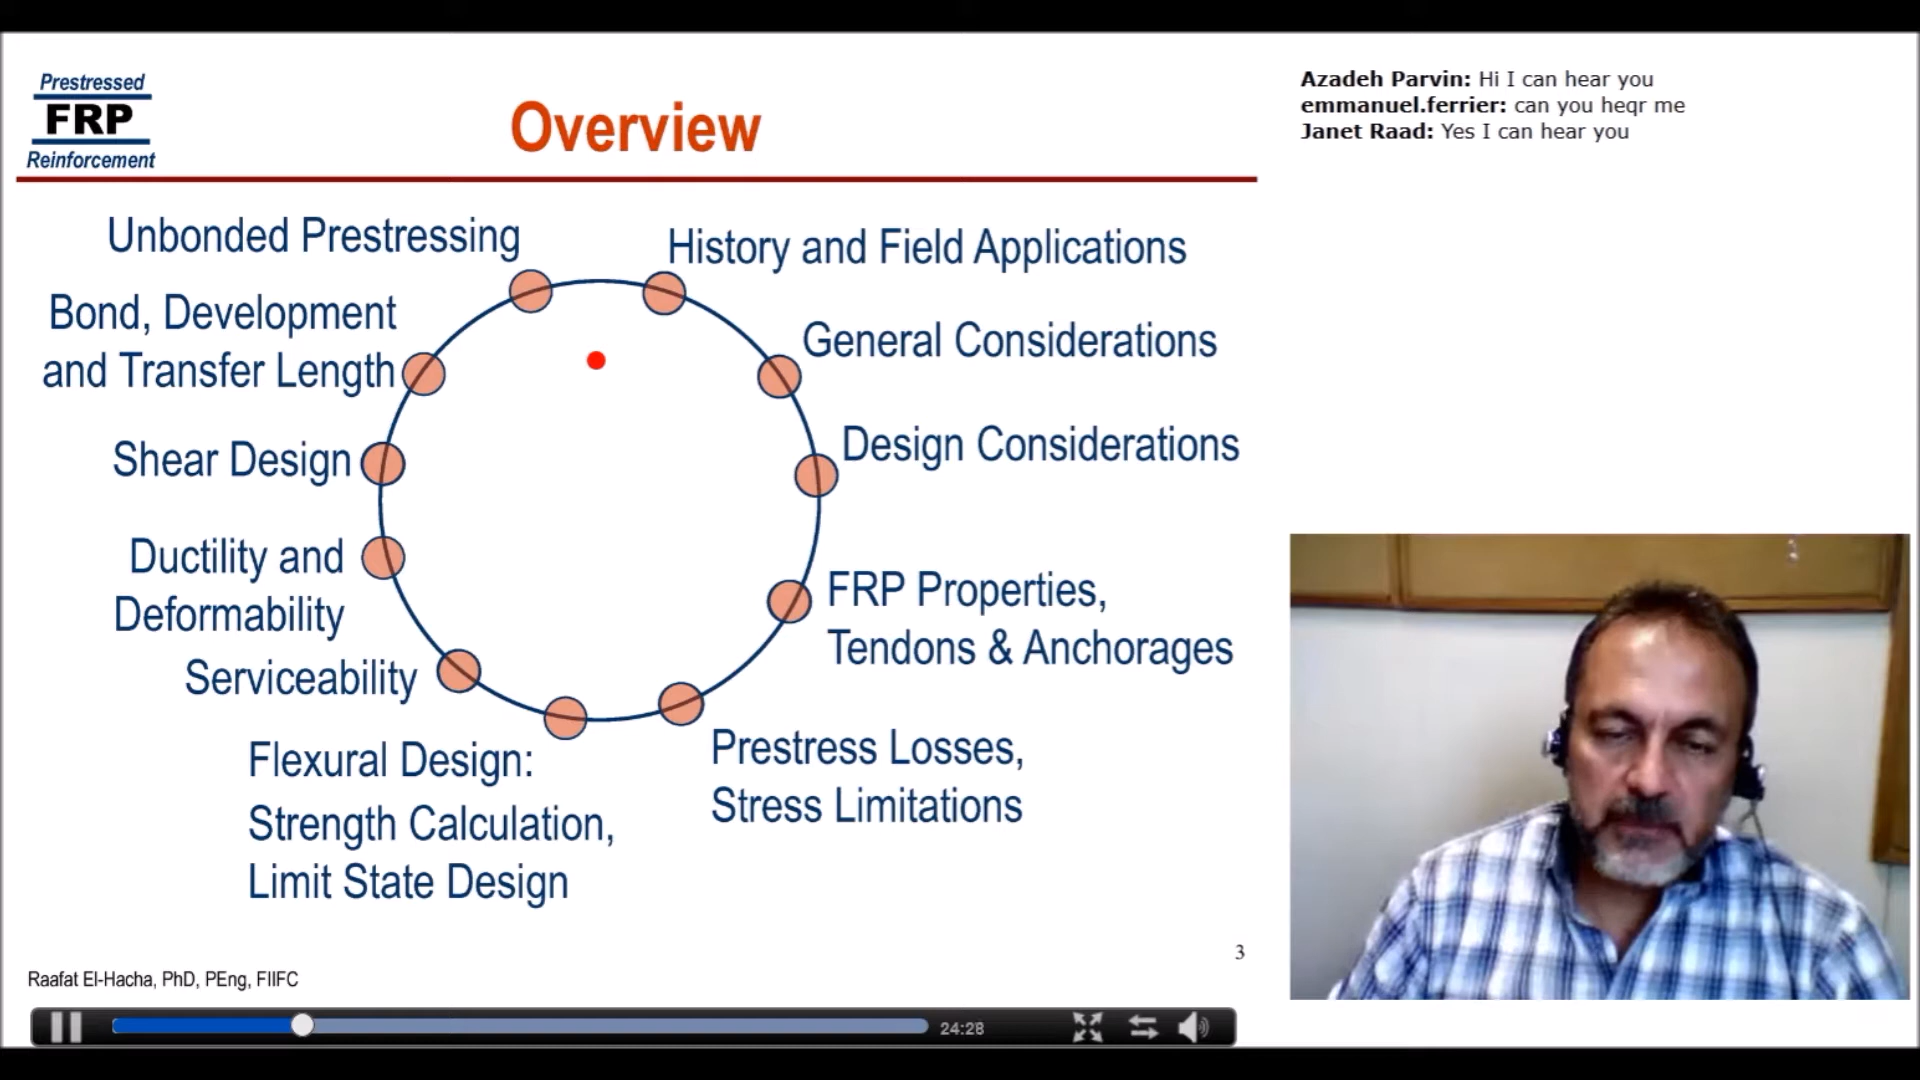 Prestressed
FRP
Reinforcement
Overview
Unbonded Prestressing
History and Field Applications
Bond, Development
and Transfer Length
General Considerations
Shear Design
Design Considerations
Ductility and
Deformability
FRP Properties,
Tendons & Anchorages
Serviceability
Flexural Design:
Strength Calculation,
Limit State Design
Prestress Losses,
Stress Limitations
3
Raafat El-Hacha, PhD, PEng, FIIFC
24:28
Azadeh Parvin: Hi I can hear you
emmanuel.ferrier: can you heqr me
Janet Raad: Yes I can hear you